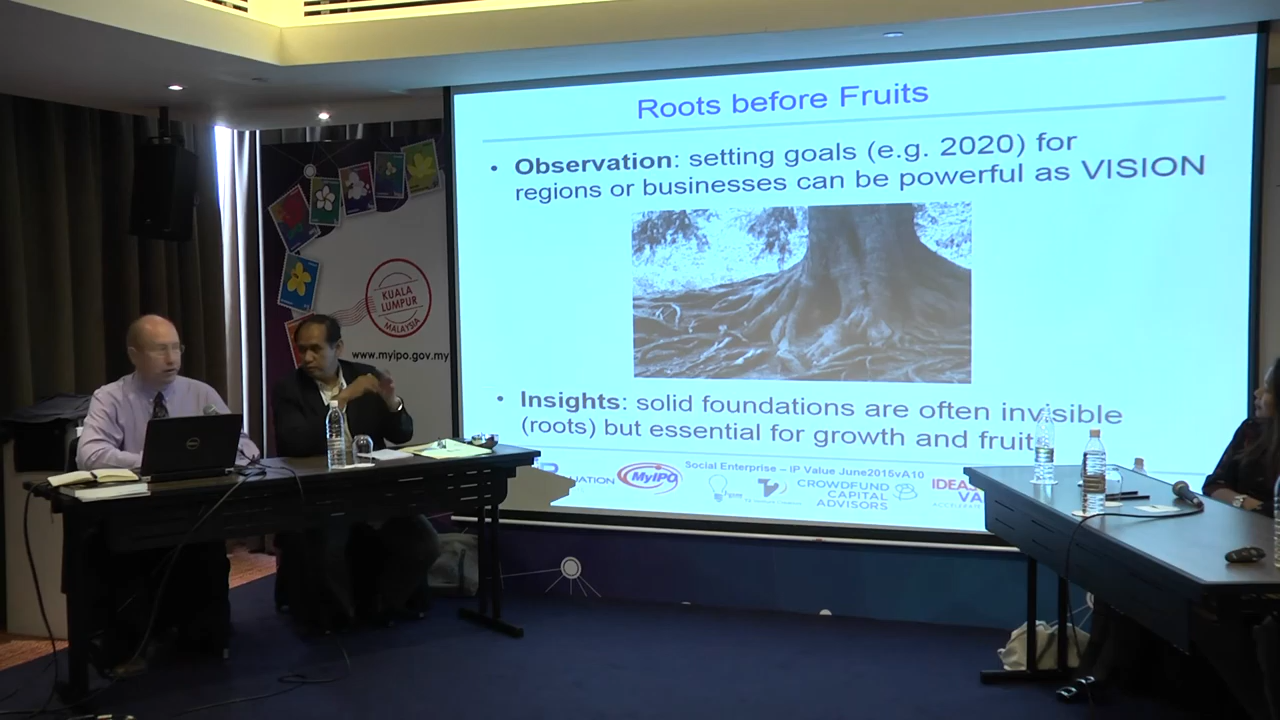 Roots before Fruits
• Observation: setting goals (e.g. 2020) for
regions or businesses can be powerful as VISION
• Insights: solid foundations are often invisible
(roots) but essential for growth and fruit
Social Enterprise – IP Value June2015vA10
MyIPO
CROWDFUND
CAPITAL
ADVISORS
KUALA
LUMPUR
MALAYSIA
www.myipo.gov.my
DELL